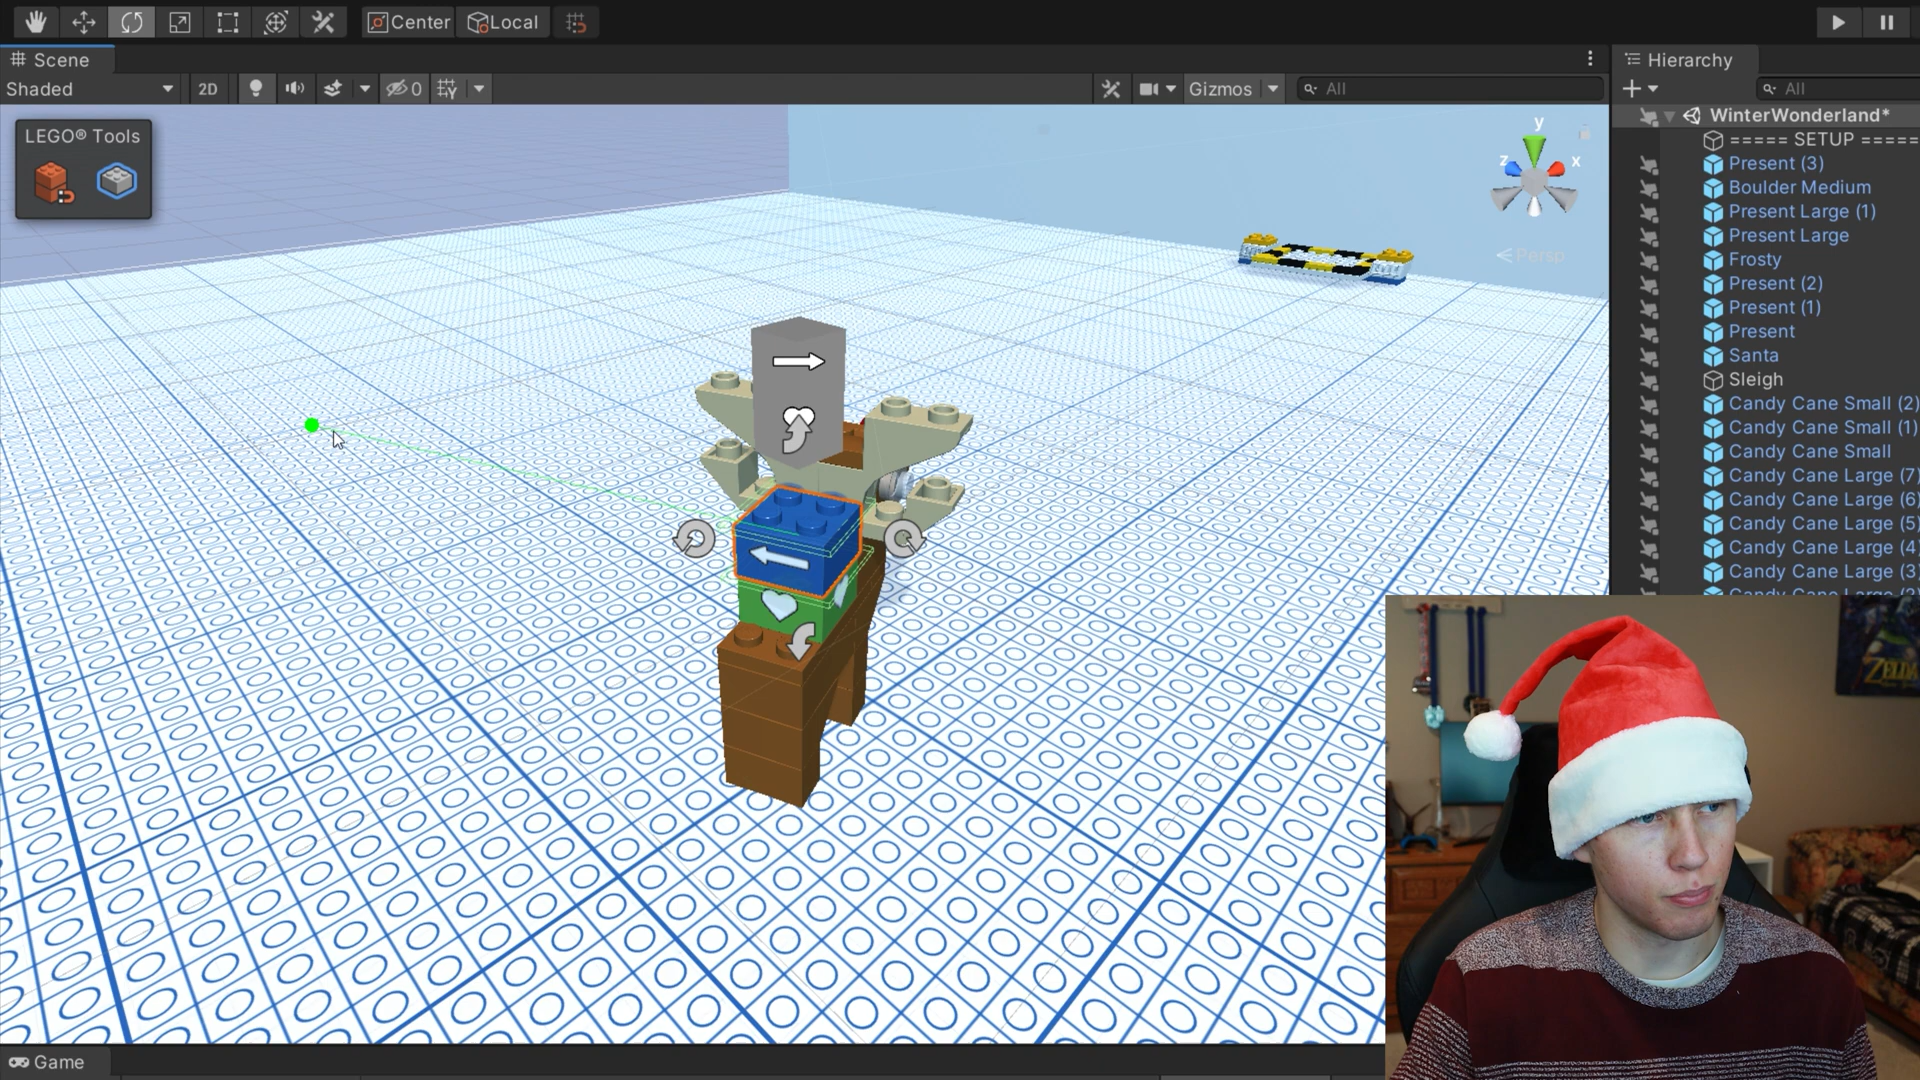 Center
Local
Scene
Hierarchy
Shaded
2D
0
Gizmos
All
All
LEGO® Tools
y
z
x
Persp
WinterWonderland*
===== SETUP =====
Present (3)
Boulder Medium
Present Large (1)
Present Large
Frosty
Present (2)
Present (1)
Present
Santa
Sleigh
Candy Cane Small (2)
Candy Cane Small (1)
Candy Cane Small
Candy Cane Large (7)
Candy Cane Large (6)
Candy Cane Large (5)
Candy Cane Large (4)
Candy Cane Large (3)
ZELDA
Game